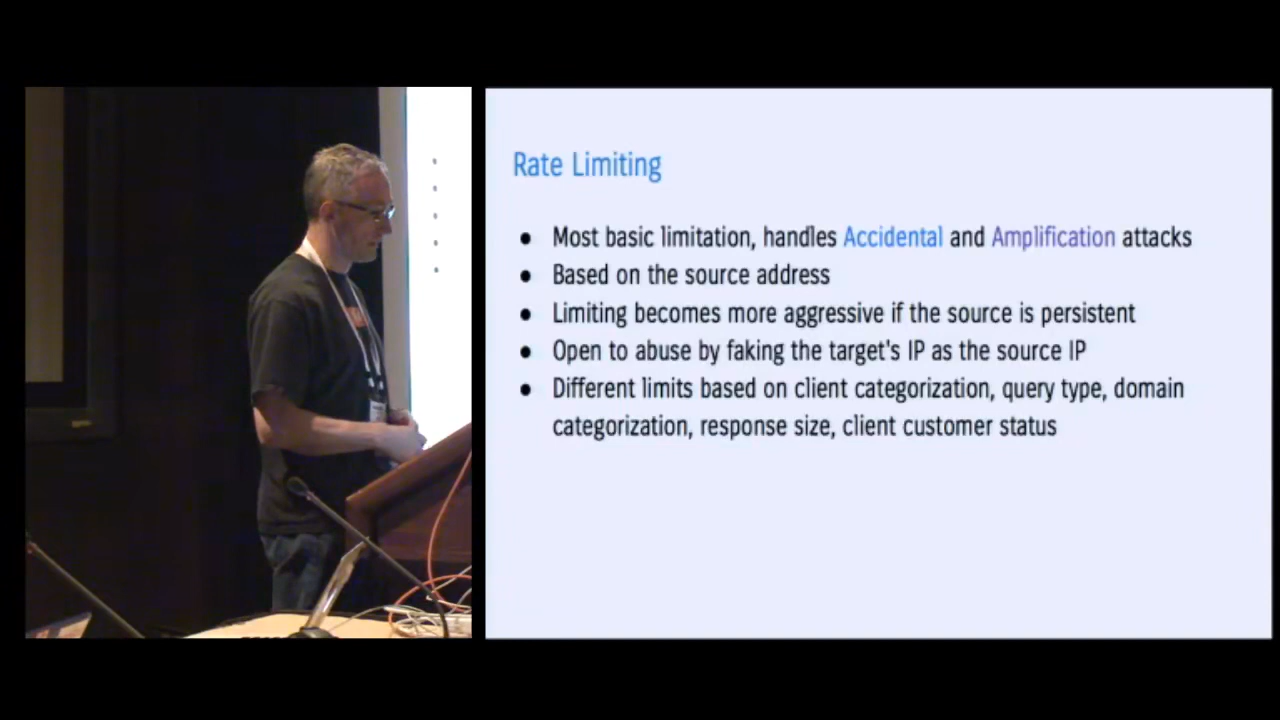 Rate Limiting
● Most basic limitation, handles Accidental and Amplification attacks
● Based on the source address
● Limiting becomes more aggressive if the source is persistent
● Open to abuse by faking the target's IP as the source IP
● Different limits based on client categorization, query type, domain
categorization, response size, client customer status